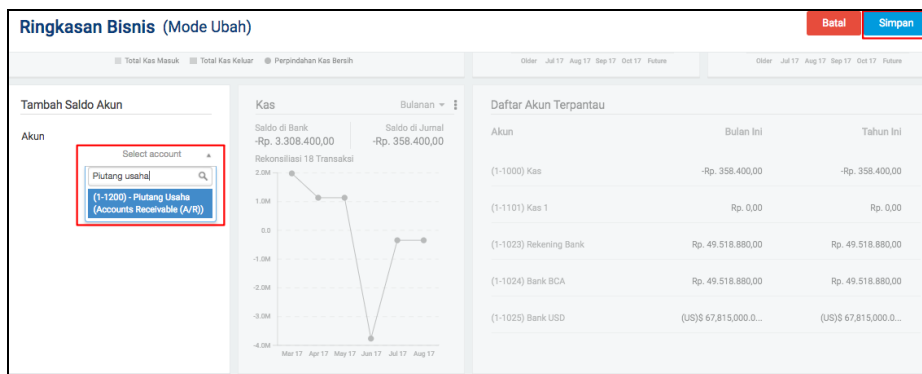 Ringkasan Bisnis (Mode Ubah)
Batal
Simpan
Total Kas Masuk Total Kas Keluar Perpindahan Kas Bersih
Older Jul 17 Aug 17 Sep 17 Oct 17 Future
Older Jul 17 Aug 17 Sep 17 Oct 17 Future
Tambah Saldo Akun
Akun
Select account
Piutang usaha
(1-1200) - Piutang Usaha
(Accounts Receivable (A/R))
Kas
Bulanan
Saldo di Bank
-Rp. 3.308.400,00
Saldo di Jurnal
-Rp. 358.400,00
Rekonsiliasi 18 Transaksi
2.0M
1.0M
0.0
-1.0M
-2.0M
-3.0M
-4.0M
Mar 17 Apr 17 May 17 Jun 17 Jul 17 Aug 17
Daftar Akun Terpantau
Akun Bulan Ini Tahun Ini
(1-1000) Kas -Rp. 358.400,00 -Rp. 358.400,00
(1-1101) Kas 1 Rp. 0,00 Rp. 0,00
(1-1023) Rekening Bank Rp. 49.518.880,00 Rp. 49.518.880,00
(1-1024) Bank BCA Rp. 49.518.880,00 Rp. 49.518.880,00
(1-1025) Bank USD (US)$ 67,815,000.0... (US)$ 67,815,000.0...